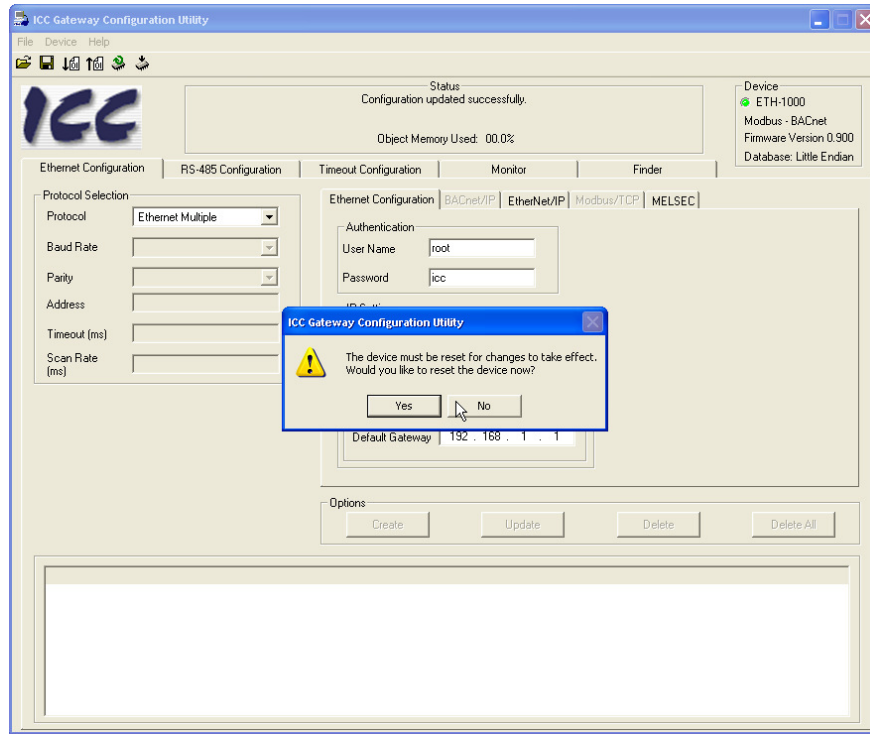 ICC Gateway Configuration Utility
File Device Help
ICC
Status
Configuration updated successfully.
Object Memory Used: 00.0%
Device
ETH-1000
Modbus - BACnet
Firmware Version 0.900
Database: Little Endian
Ethernet Configuration RS-485 Configuration Timeout Configuration Monitor Finder
Protocol Selection
Protocol Ethernet Multiple
Baud Rate
Parity
Address
Timeout (ms)
Scan Rate
(ms)
Ethernet Configuration BACnet/IP EtherNet/IP Modbus/TCP MELSEC
Authentication
User Name root
Password icc
ICC Gateway Configuration Utility
The device must be reset for changes to take effect.
Would you like to reset the device now?
Yes No
Default Gateway 192 . 168 . 1 . 1
Options
Create Update Delete Delete All